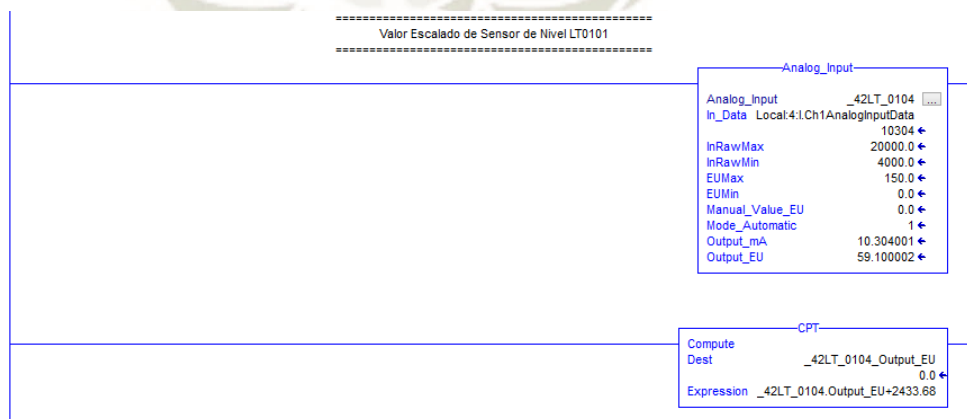 ==============================================
Valor Escalado de Sensor de Nivel LT0101
==============================================
Analog_Input
Analog_Input _42LT_0104 ...
In_Data Local:4:I.Ch1AnalogInputData
10304
InRawMax 20000.0
InRawMin 4000.0
EUMax 150.0
EUMin 0.0
Manual_Value_EU 0.0
Mode_Automatic 1
Output_mA 10.304001
Output_EU 59.100002
CPT
Compute
Dest _42LT_0104_Output_EU
0.0
Expression _42LT_0104.Output_EU+2433.68